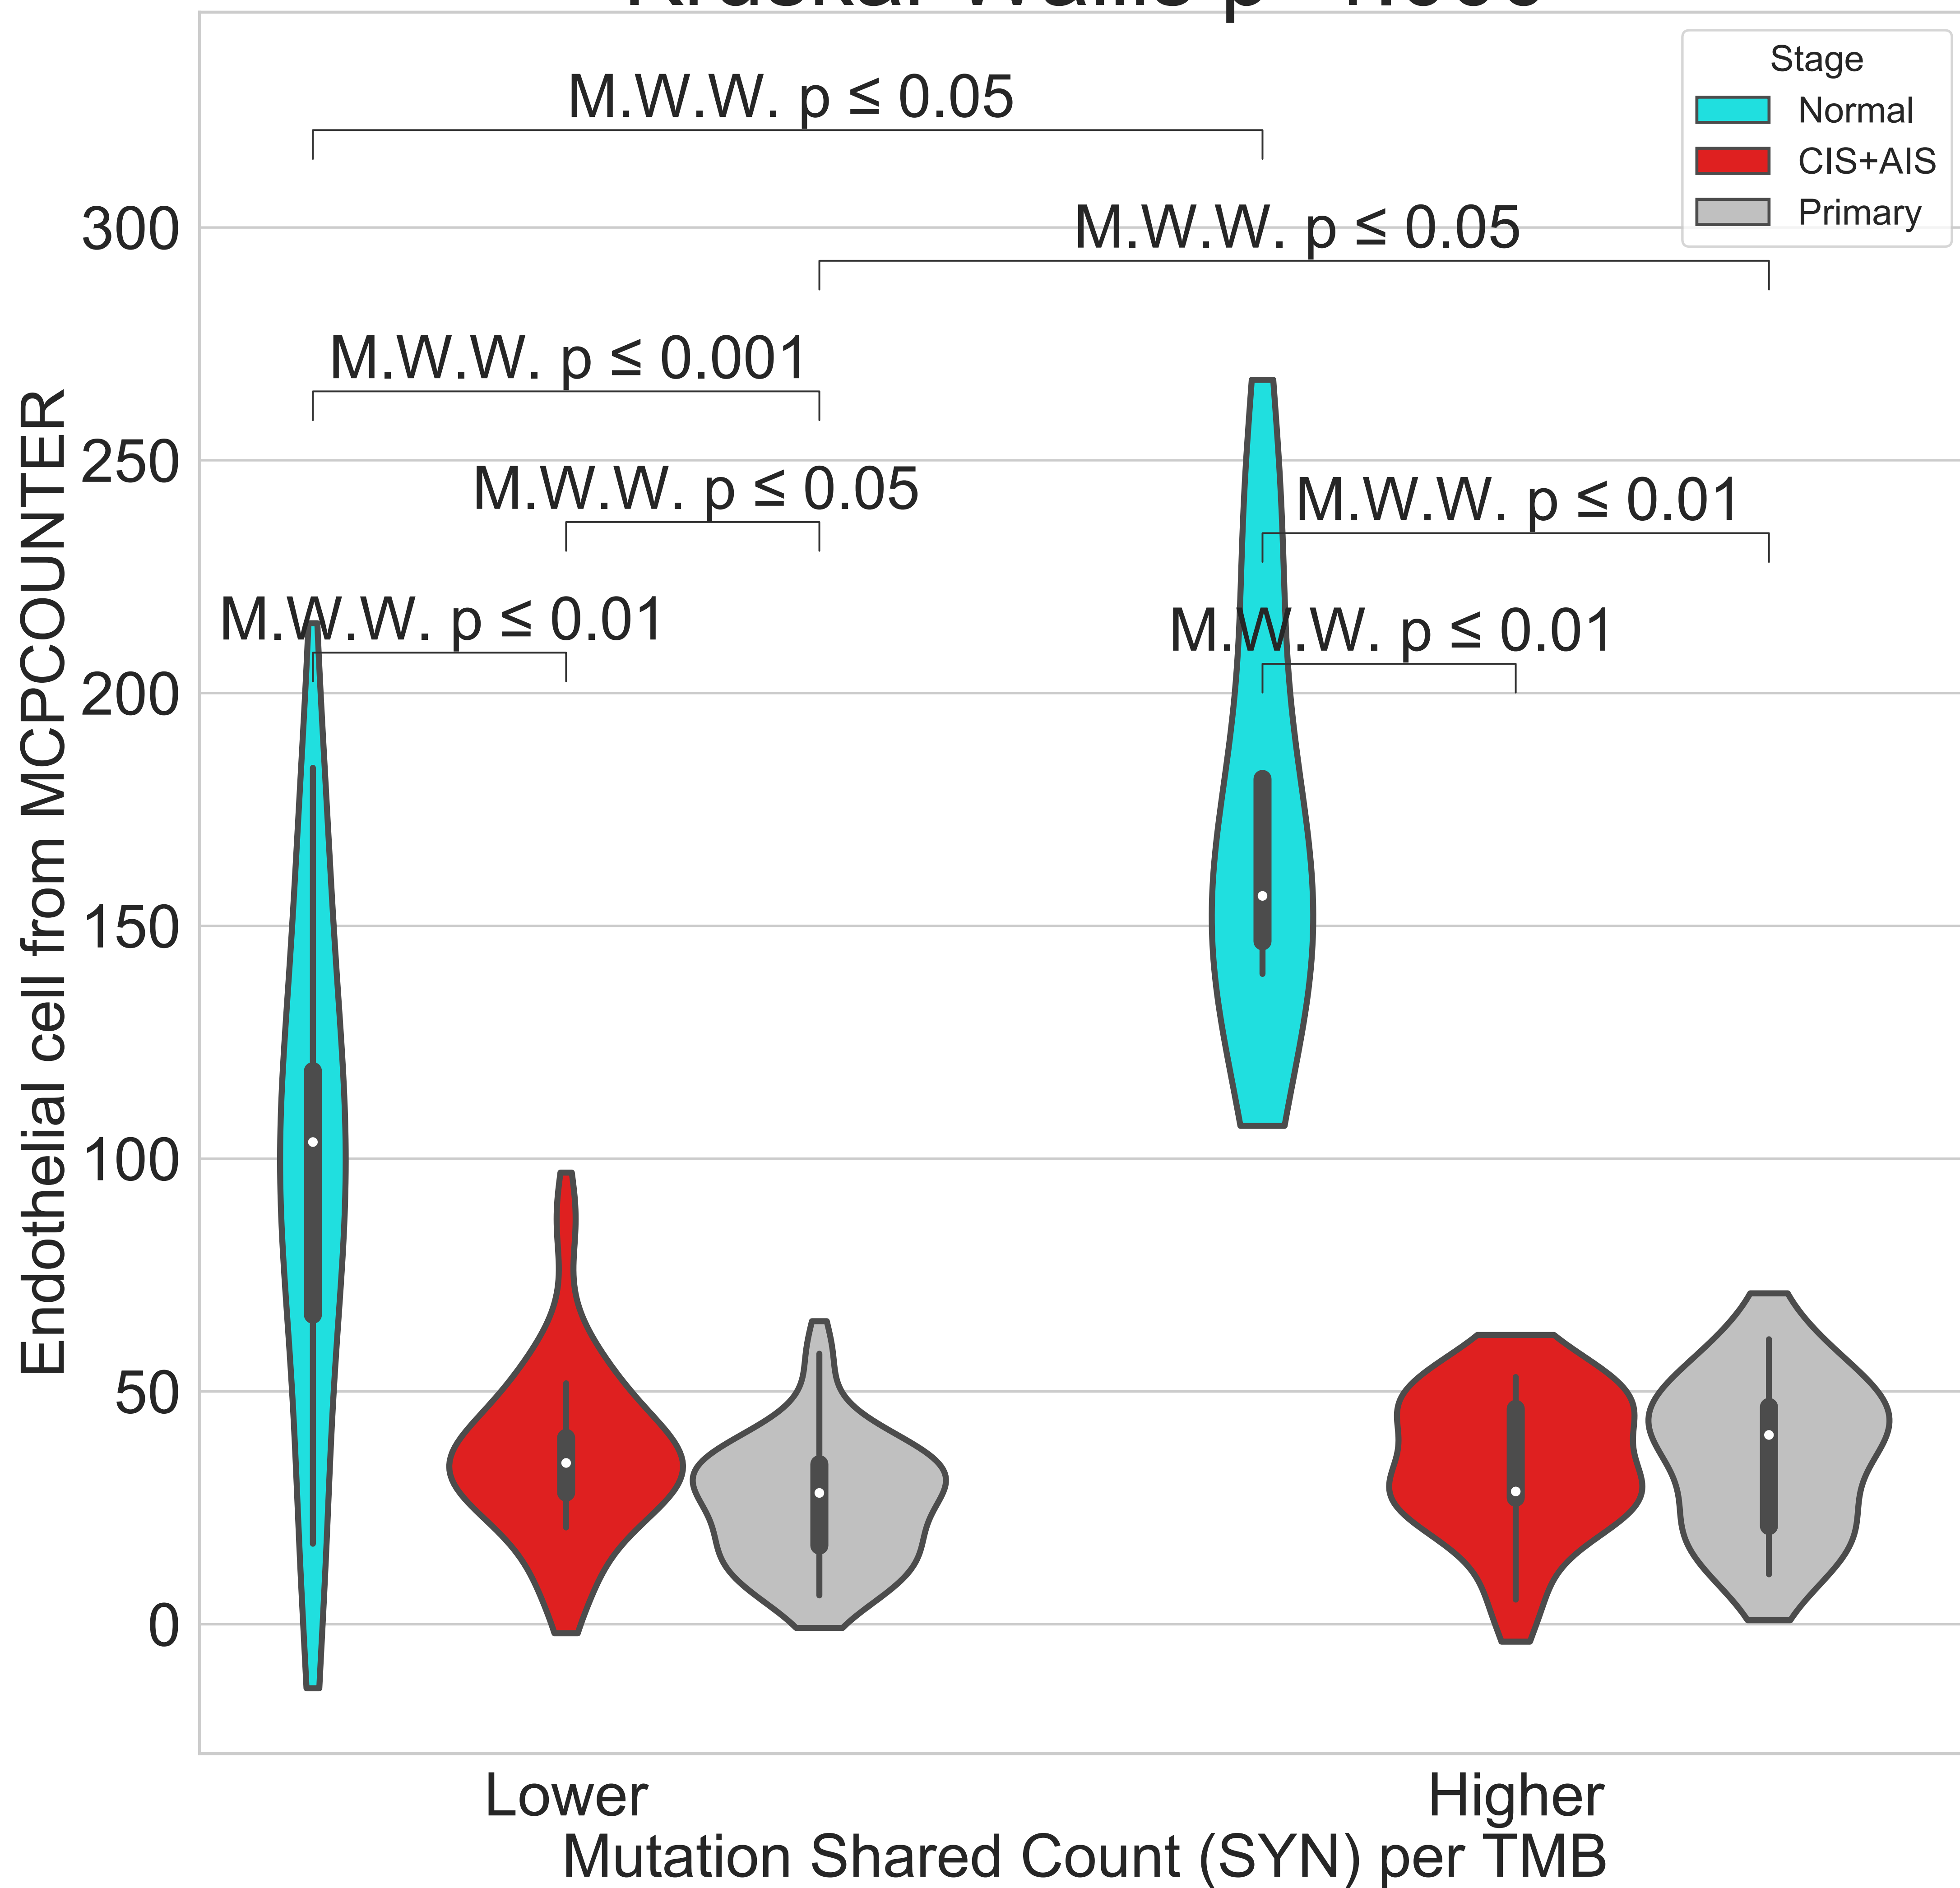 Stage
Normal
CIS+AIS
Primary
M.W.W. p ≤ 0.05
M.W.W. p ≤ 0.05
M.W.W. p ≤ 0.001
M.W.W. p ≤ 0.05
M.W.W. p ≤ 0.01
M.W.W. p ≤ 0.01
M.W.W. p ≤ 0.01
300
250
200
150
100
50
0
Endothelial cell from MCPCOUNTER
Lower
Higher
Mutation Shared Count (SYN) per TMB